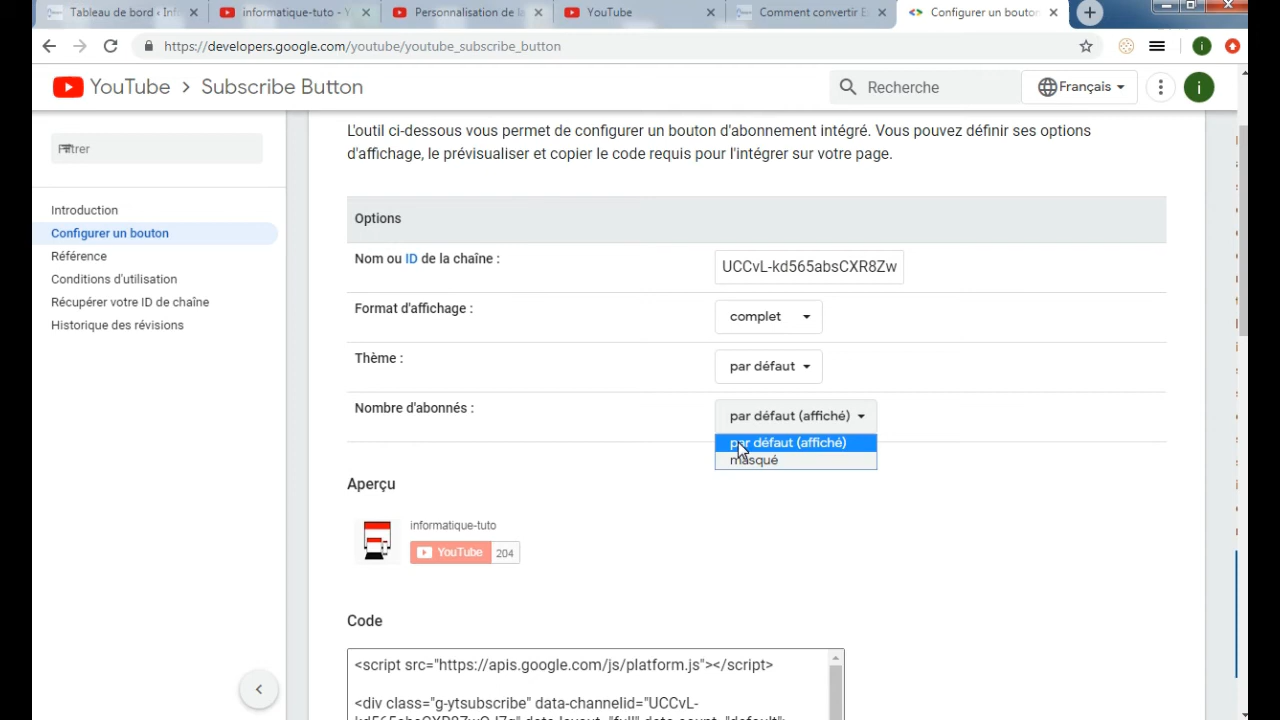 Tableau de bord ‹ Inf
informatique-tuto - Y
Personnalisation de la
YouTube
Comment convertir E
Configurer un bouton
https://developers.google.com/youtube/youtube_subscribe_button
i
YouTube > Subscribe Button
Recherche
Français
i
Filtrer
Introduction
Configurer un bouton
Référence
Conditions d'utilisation
Récupérer votre ID de chaîne
Historique des révisions
L'outil ci-dessous vous permet de configurer un bouton d'abonnement intégré. Vous pouvez définir ses options
d'affichage, le prévisualiser et copier le code requis pour l'intégrer sur votre page.
Options
Nom ou ID de la chaîne :
UCCvL-kd565absCXR8Zw
Format d'affichage :
complet
Thème :
par défaut
Nombre d'abonnés :
par défaut (affiché)
par défaut (affiché)
masqué
Aperçu
informatique-tuto
YouTube 204
Code
<script src="https://apis.google.com/js/platform.js"></script>
<div class="g-ytsubscribe" data-channelid="UCCvL-
data-layout="full" data-count="default">